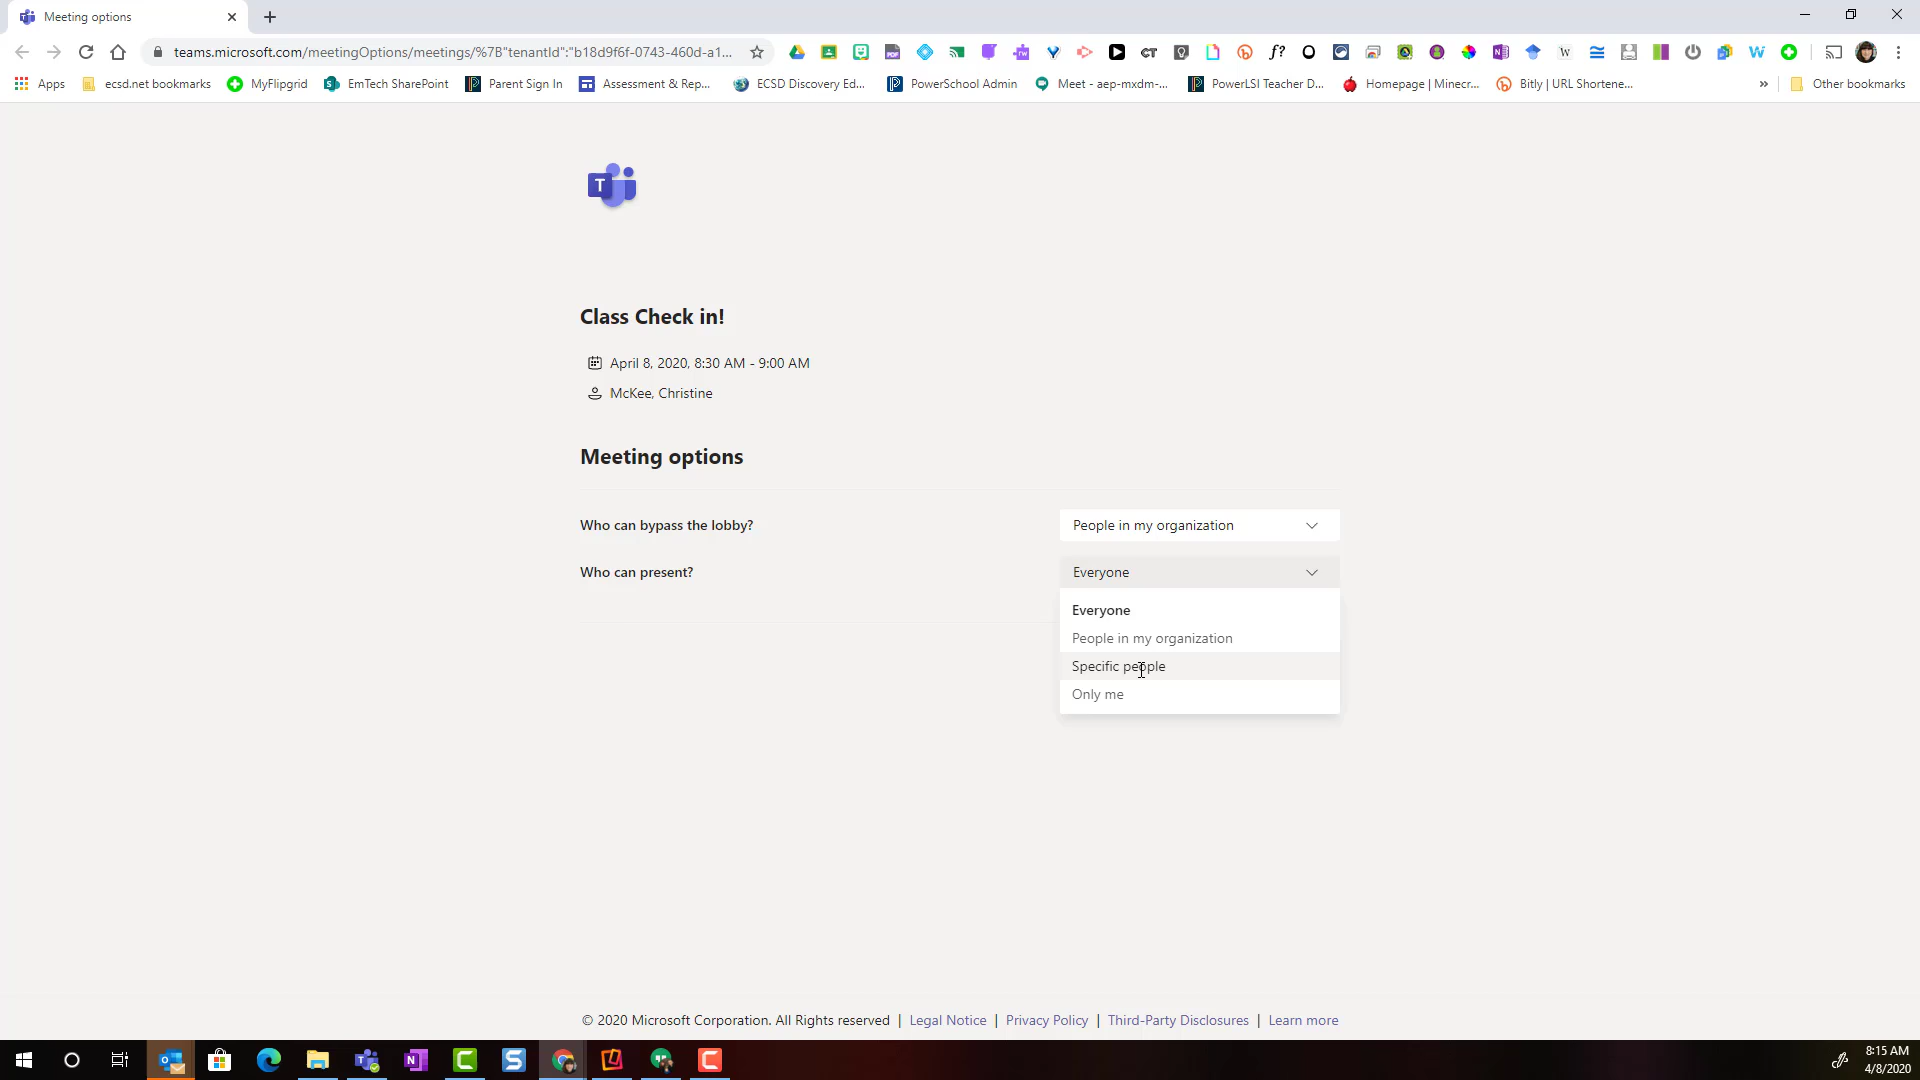 Meeting options
teams.microsoft.com/meetingOptions/meetings/%7B"tenantId":"b18d9f6f-0743-460d-a1...
Apps
ecsd.net bookmarks
MyFlipgrid
EmTech SharePoint
Parent Sign In
Assessment & Rep...
ECSD Discovery Ed...
PowerSchool Admin
Meet - aep-mxdm-...
PowerLSI Teacher D...
Homepage | Minecr...
Bitly | URL Shortene...
»
Other bookmarks
T
Class Check in!
April 8, 2020, 8:30 AM - 9:00 AM
McKee, Christine
Meeting options
Who can bypass the lobby?
People in my organization
Who can present?
Everyone
Everyone
People in my organization
Specific people
Only me
© 2020 Microsoft Corporation. All Rights reserved | Legal Notice | Privacy Policy | Third-Party Disclosures | Learn more
8:15 AM
4/8/2020